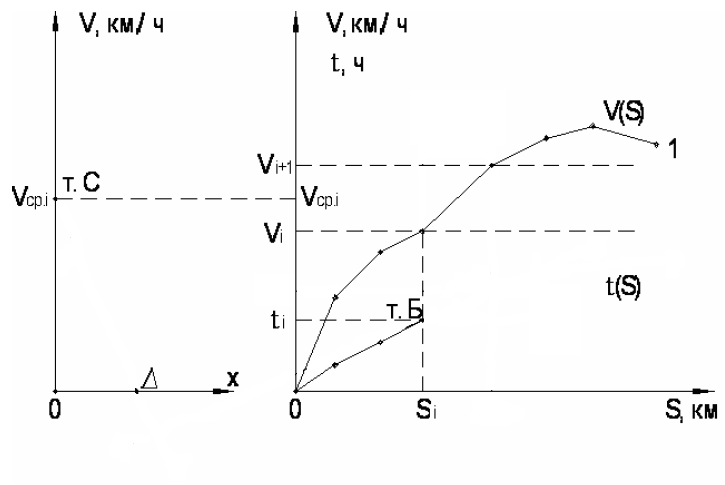 V, км/ ч
V, км/ ч
t, ч
V(S)
1
Vi+1
т. С
Vср.i
Vср.i
Vi
t(S)
т. Б
ti
Δ
x
0
0
Si
S, км